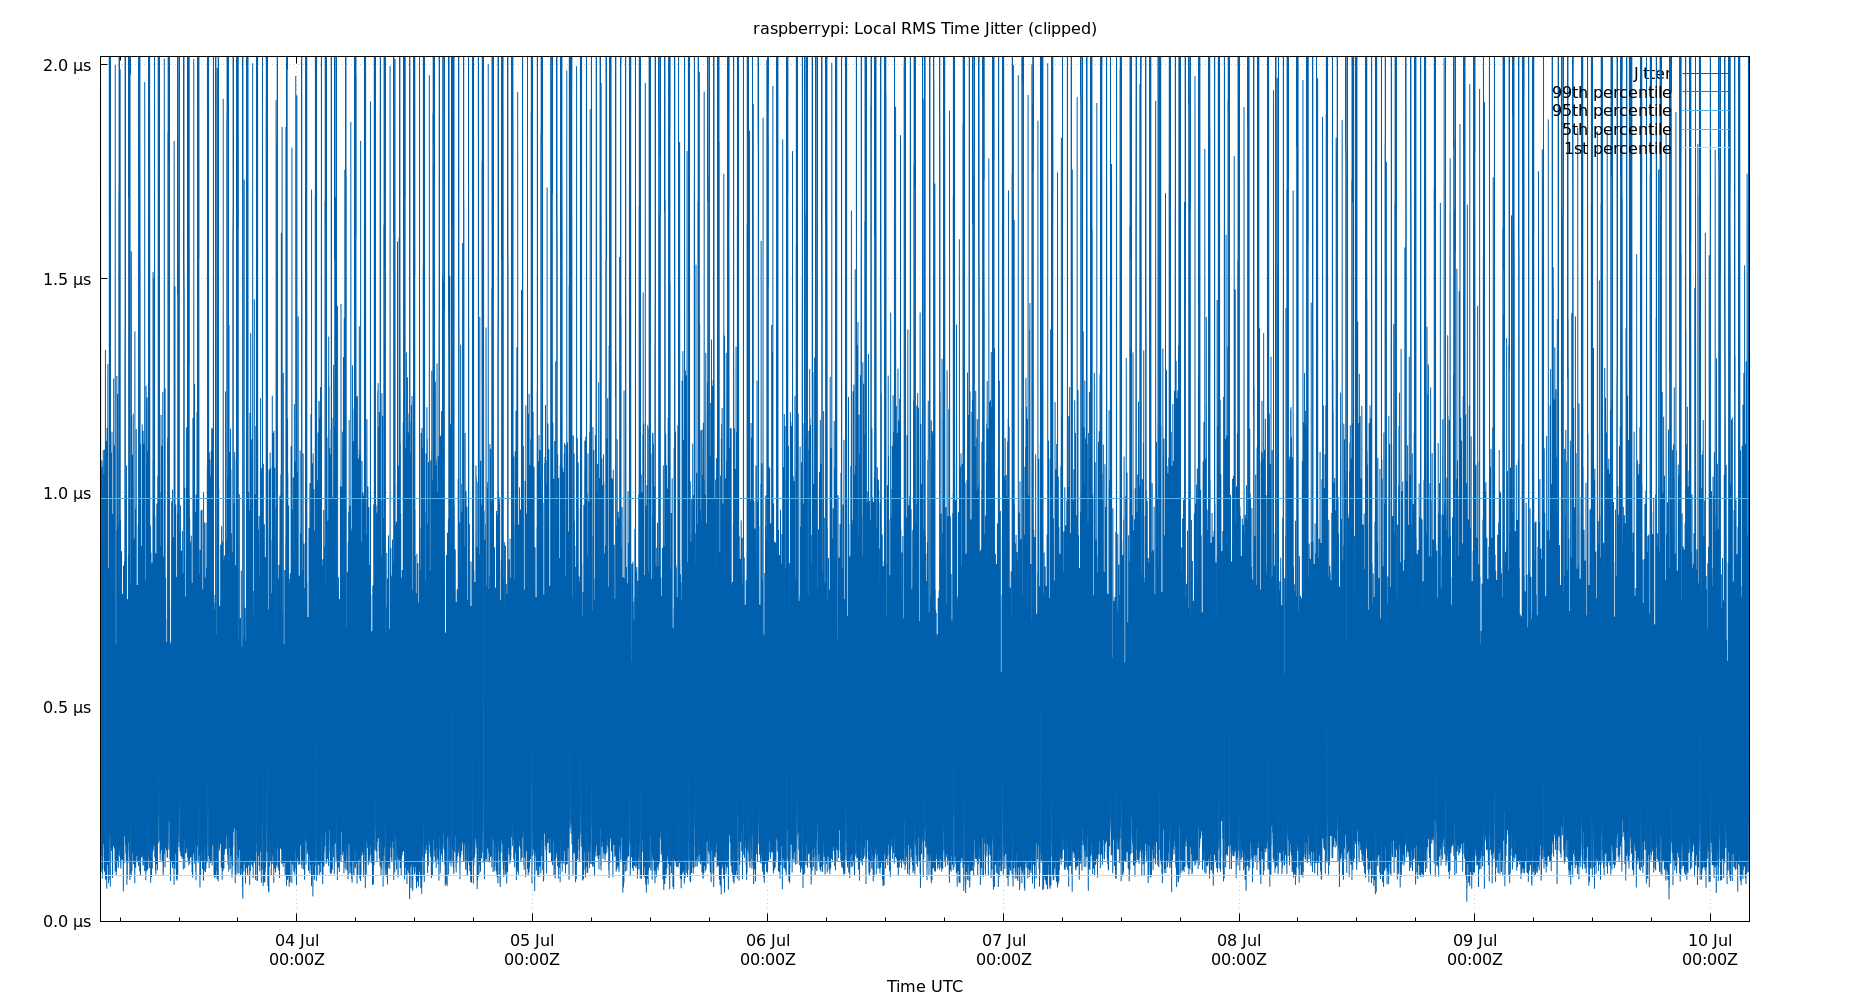 raspberrypi: Local RMS Time Jitter (clipped)
2.0 µs
1.5 µs
1.0 µs
0.5 µs
0.0 µs
Jitter
99th percentile
95th percentile
5th percentile
1st percentile
04 Jul
00:00Z
05 Jul
00:00Z
06 Jul
00:00Z
07 Jul
00:00Z
08 Jul
00:00Z
09 Jul
00:00Z
10 Jul
00:00Z
Time UTC